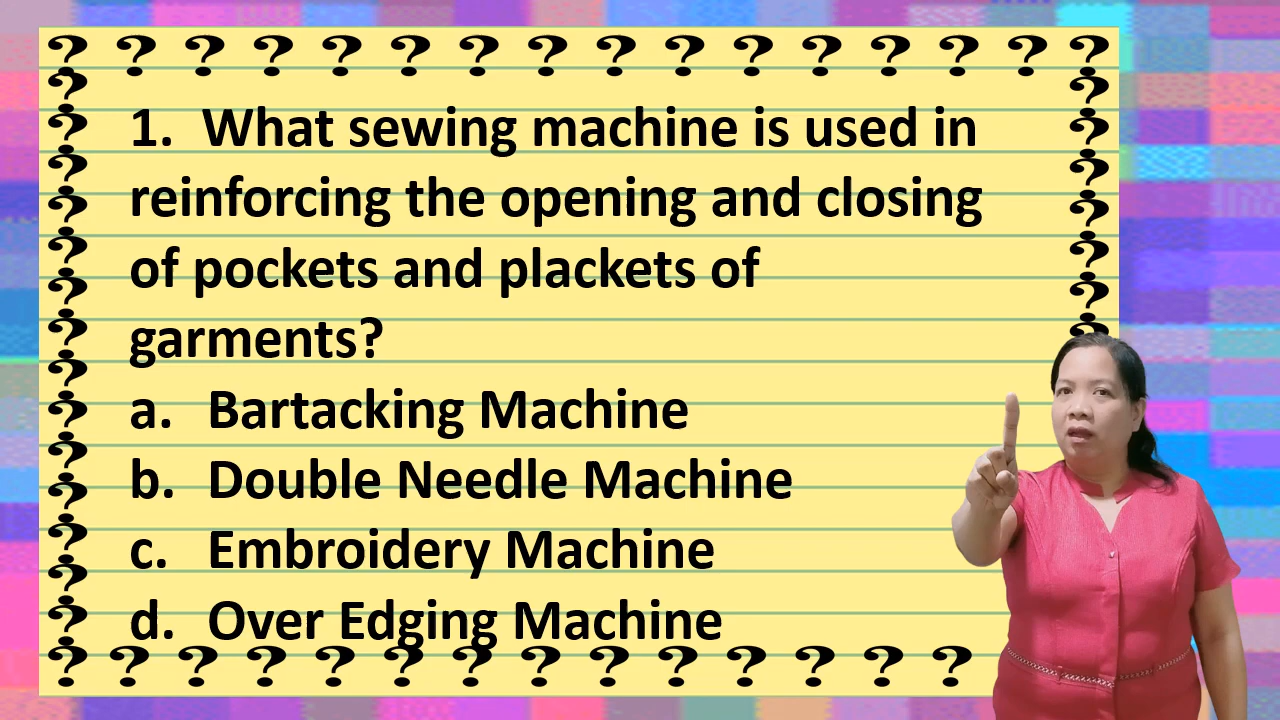 1. What sewing machine is used in
reinforcing the opening and closing
of pockets and plackets of
garments?
a. Bartacking Machine
b. Double Needle Machine
c. Embroidery Machine
d. Over Edging Machine